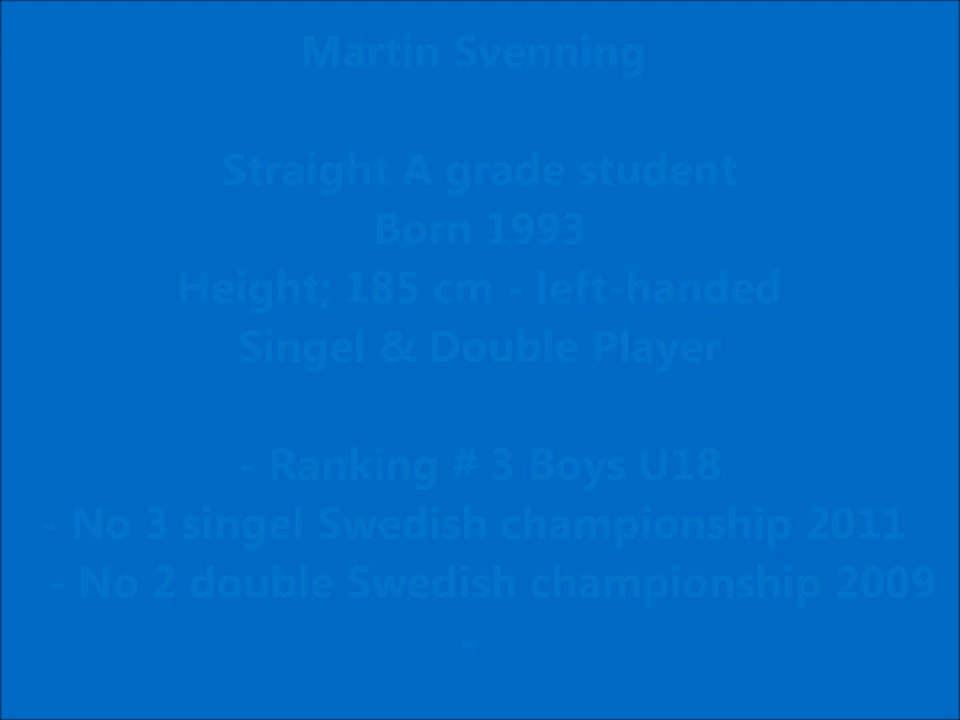 Martin Svenning
Straight A grade student
Born 1993
Height; 185 cm - left-handed
Singel & Double Player
- Ranking # 3 Boys U18
- No 3 singel Swedish championship 2011
- No 2 double Swedish championship 2009
-